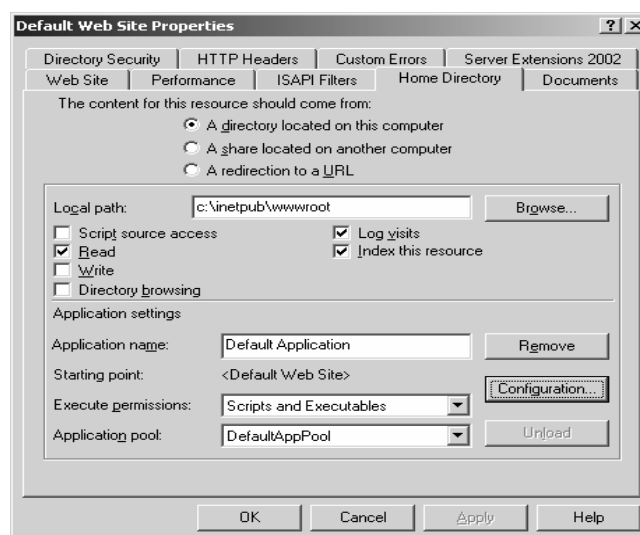 Default Web Site Properties ? X
Directory Security HTTP Headers Custom Errors Server Extensions 2002
Web Site Performance ISAPI Filters Home Directory Documents
The content for this resource should come from:
A directory located on this computer
A share located on another computer
A redirection to a URL
Local path: c:\inetpub\wwwroot Browse...
Script source access Log visits
Read Index this resource
Write
Directory browsing
Application settings
Application name: Default Application Remove
Starting point: <Default Web Site>
Configuration...
Execute permissions: Scripts and Executables
Application pool: DefaultAppPool Unload
OK Cancel Apply Help